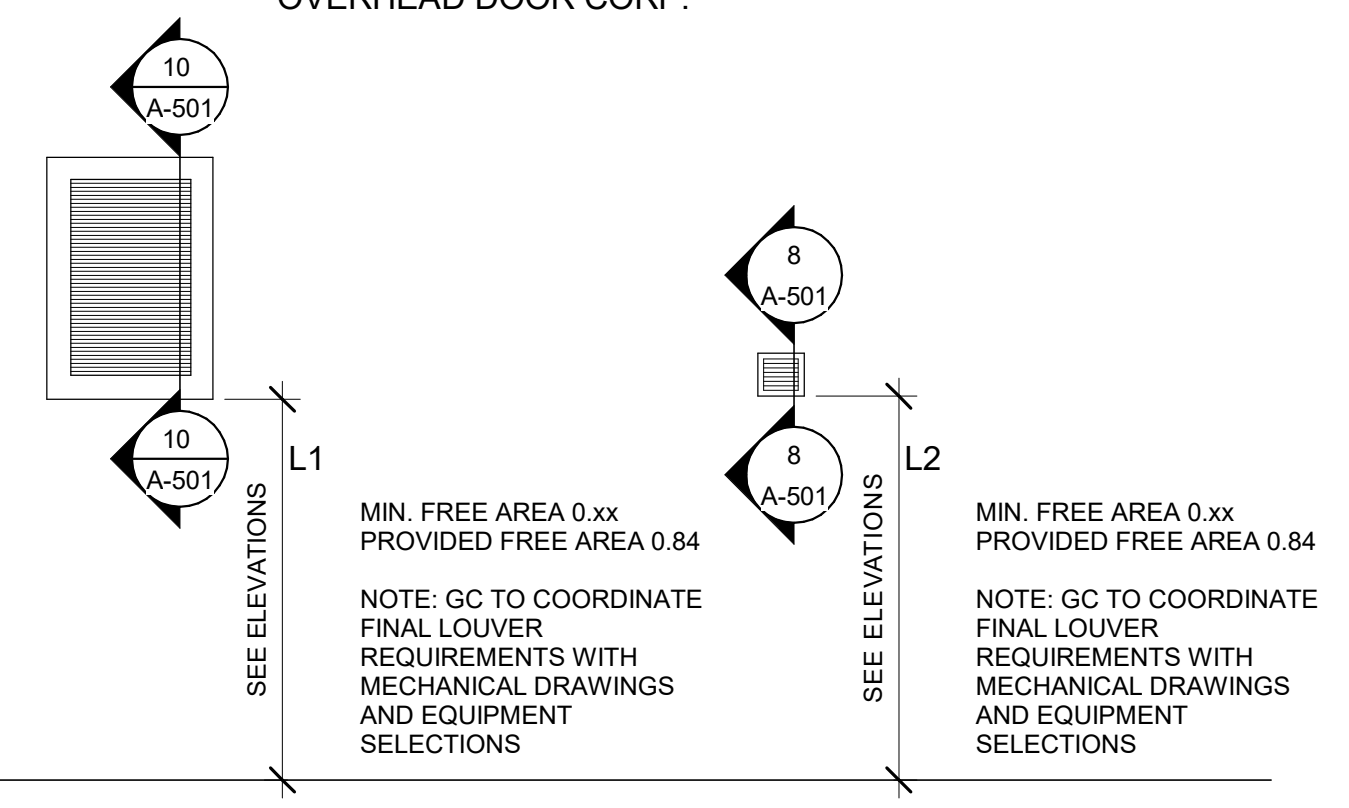 OVERHEAD DOOR CORP.
10
A-501
8
A-501
10
A-501
L1
SEE ELEVATIONS
MIN. FREE AREA 0.xx
PROVIDED FREE AREA 0.84
NOTE: GC TO COORDINATE
FINAL LOUVER
REQUIREMENTS WITH
MECHANICAL DRAWINGS
AND EQUIPMENT
SELECTIONS
8
A-501
L2
SEE ELEVATIONS
MIN. FREE AREA 0.xx
PROVIDED FREE AREA 0.84
NOTE: GC TO COORDINATE
FINAL LOUVER
REQUIREMENTS WITH
MECHANICAL DRAWINGS
AND EQUIPMENT
SELECTIONS